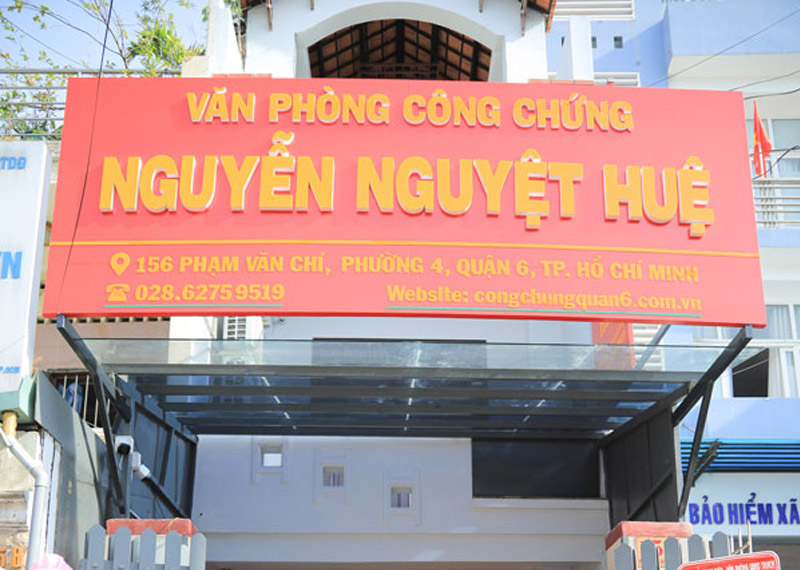 VĂN PHÒNG CÔNG CHỨNG
NGUYỄN NGUYỆT HUỆ
156 PHẠM VĂN CHÍ, PHƯỜNG 4, QUẬN 6, TP. HỒ CHÍ MINH
028.6275 9519 Website: congchungquan6.com.vn
BẢO HIỂM XÃ